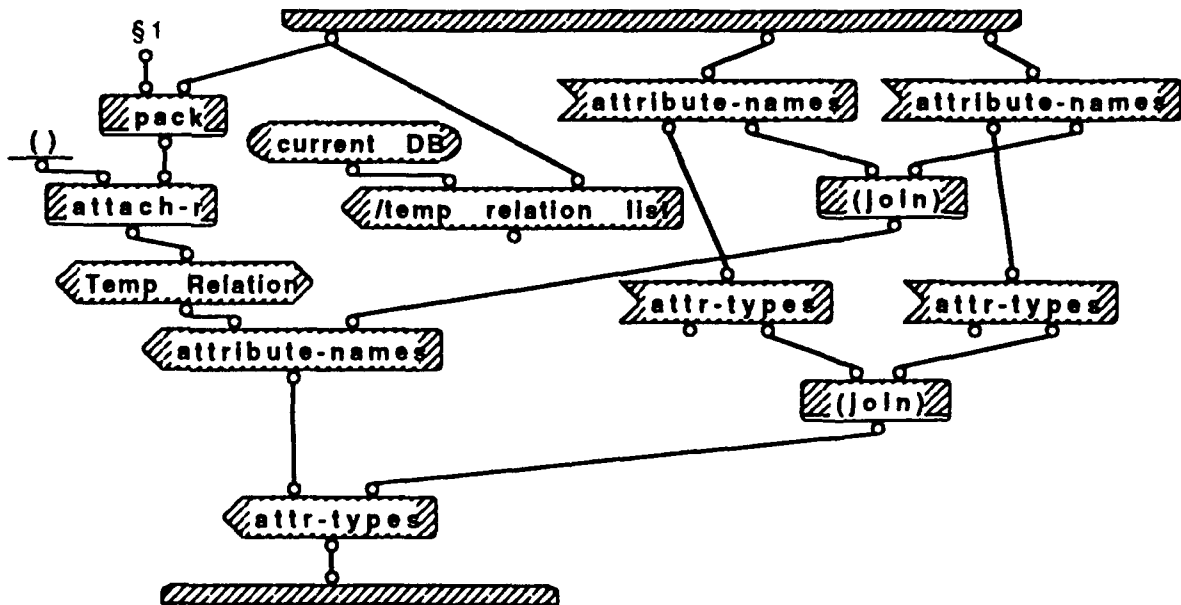 §1
attribute-names attribute-names
pack
()
current DB
(join)
attach-r
/temp relation list
Temp Relation
attr-types attr-types
attribute-names
(join)
attr-types